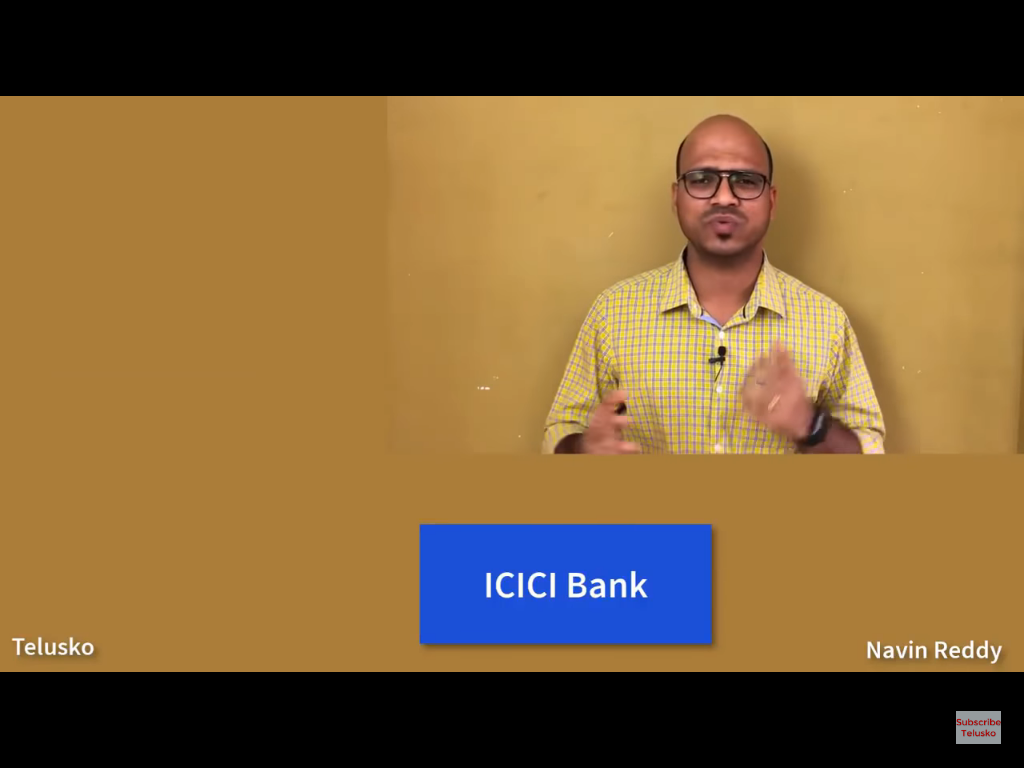 ICICI Bank
Telusko
Navin Reddy
Subscribe
Telusko